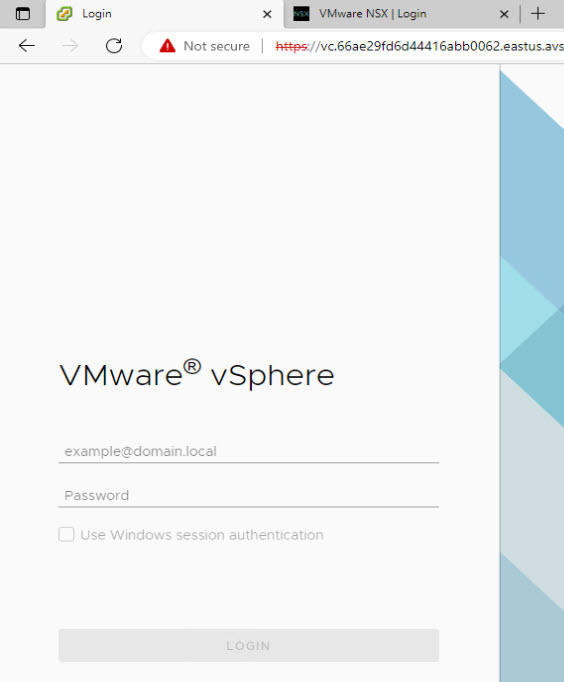 Login
VMware NSX | Login
Not secure | https://vc.66ae29fd6d44416abb0062.eastus.avs
VMware® vSphere
example@domain.local
Password
Use Windows session authentication
LOGIN